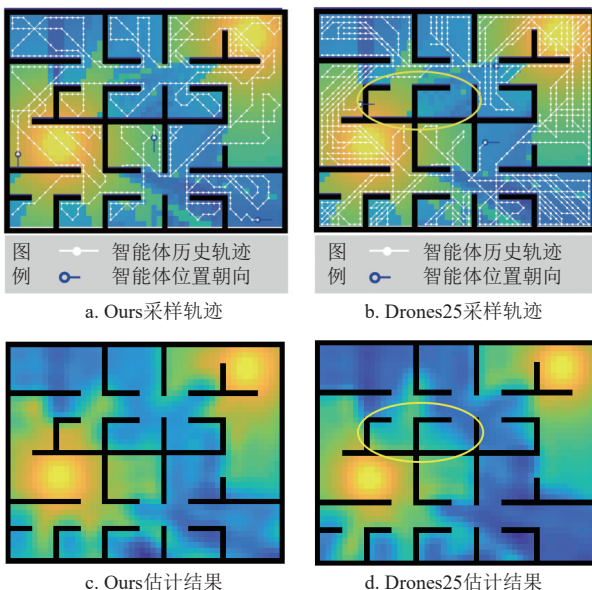 图 智能体历史轨迹 图 智能体历史轨迹
例 智能体位置朝向 例 智能体位置朝向
a. Ours采样轨迹 b. Drones25采样轨迹
c. Ours估计结果 d. Drones25估计结果